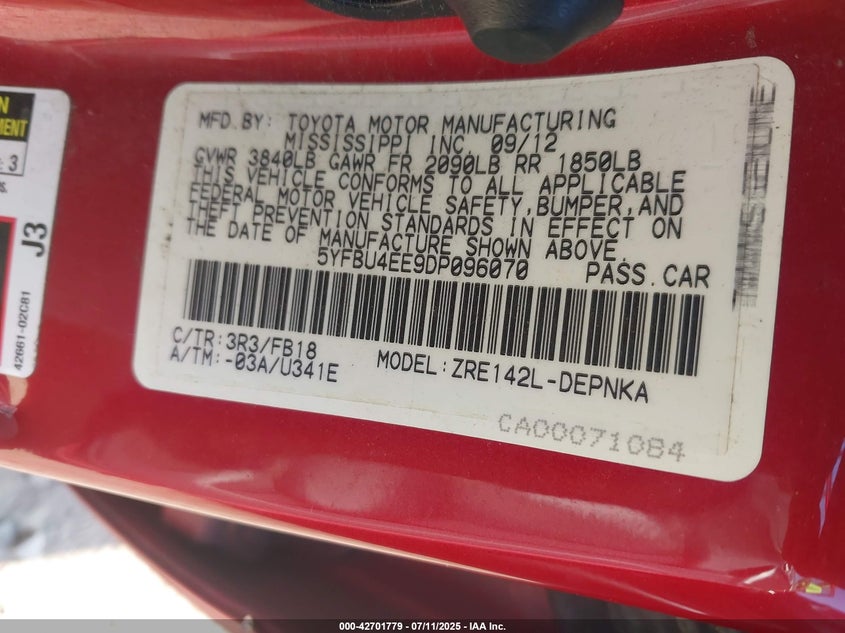 MFD.BY: TOYOTA MOTOR MANUFACTURING
MISSISSIPPI INC. 09/12
GVWR 3840LB GAWR FR 2090LB RR 1850LB
THIS VEHICLE CONFORMS TO ALL APPLICABLE
FEDERAL MOTOR VEHICLE SAFETY,BUMPER,AND
THEFT PREVENTION STANDARDS IN EFFECT ON
THE DATE OF MANUFACTURE SHOWN ABOVE.
5YFBU4EE9DP096070 PASS.CAR
C/TR:3R3/FB18
A/TM:-03A/U341E MODEL:ZRE142L-DEPNKA
CA00071084
J3
42661-02C81
3
000-42701779 - 07/11/2025 - IAA Inc.